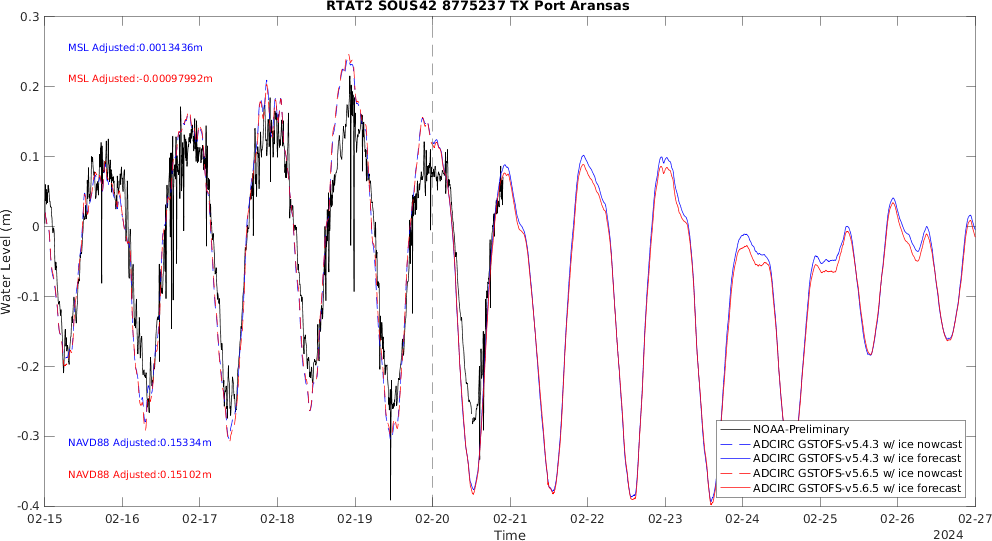 RTAT2 SOUS42 8775237 TX Port Aransas
0.3
0.2
0.1
0
-0.1
-0.2
-0.3
-0.4
Water Level (m)
MSL Adjusted:0.0013436m
MSL Adjusted:-0.00097992m
NAVD88 Adjusted:0.15334m
NAVD88 Adjusted:0.15102m
NOAA-Preliminary
ADCIRC GSTOFS-v5.4.3 w/ ice nowcast
ADCIRC GSTOFS-v5.4.3 w/ ice forecast
ADCIRC GSTOFS-v5.6.5 w/ ice nowcast
ADCIRC GSTOFS-v5.6.5 w/ ice forecast
02-15 02-16 02-17 02-18 02-19 02-20 02-21 02-22 02-23 02-24 02-25 02-26 02-27
Time
2024